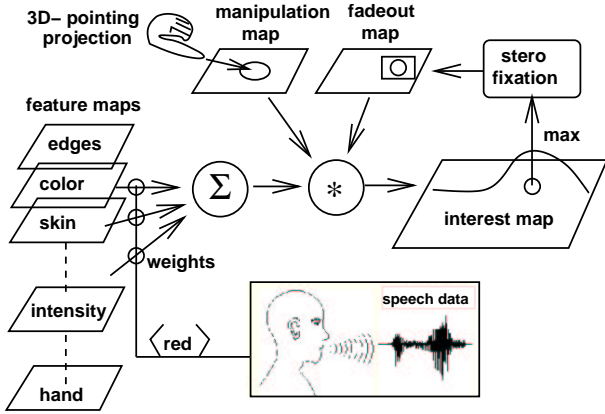 3D– pointing
projection
manipulation
map
fadeout
map
stero
fixation
feature maps
edges
color
skin
intensity
hand
Σ
*
max
interest map
weights
〈red〉
speech data